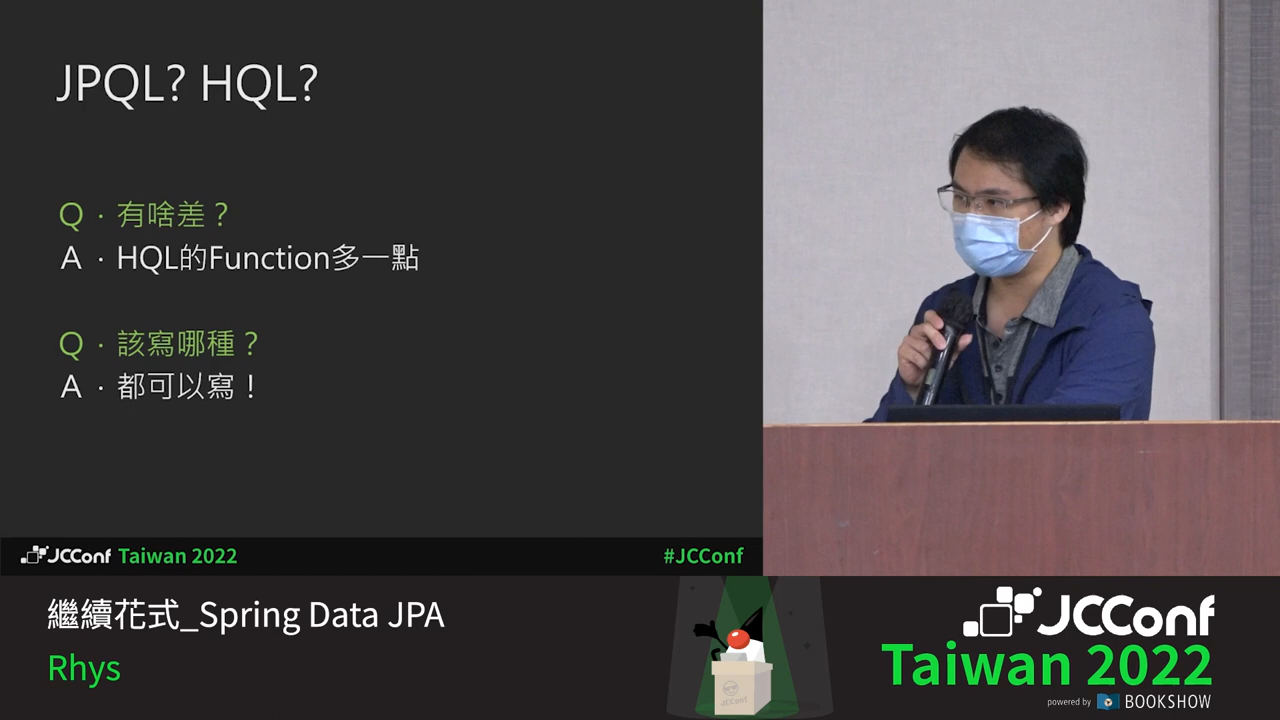 JPQL? HQL?
Q．有啥差？
A．HQL的Function多一點
Q．該寫哪種？
A．都可以寫！
JCConf Taiwan 2022
#JCConf
繼續花式_Spring Data JPA
Rhys
JCConf
JCConf
Taiwan 2022
powered by BOOKSHOW